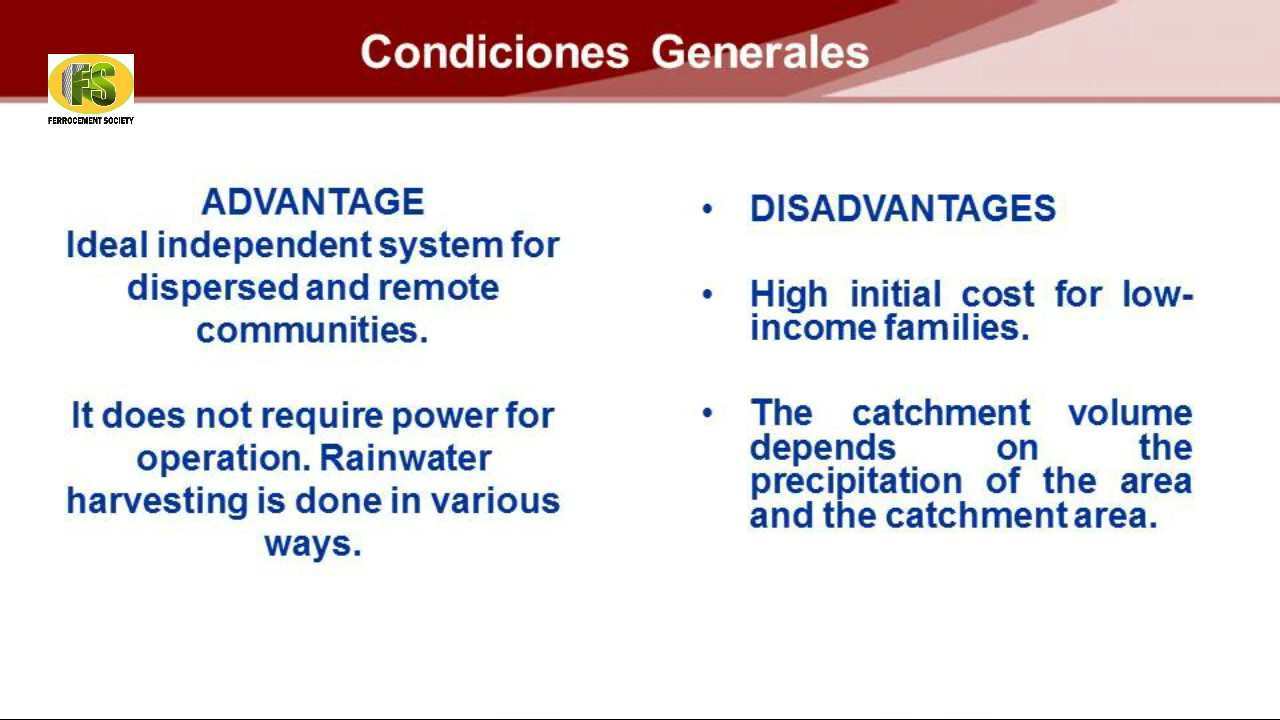 Condiciones Generales
FS
FERROCEMENT SOCIETY
ADVANTAGE
Ideal independent system for
dispersed and remote
communities.
It does not require power for
operation. Rainwater
harvesting is done in various
ways.
• DISADVANTAGES
• High initial cost for low-
income families.
• The catchment volume
depends on the
precipitation of the area
and the catchment area.